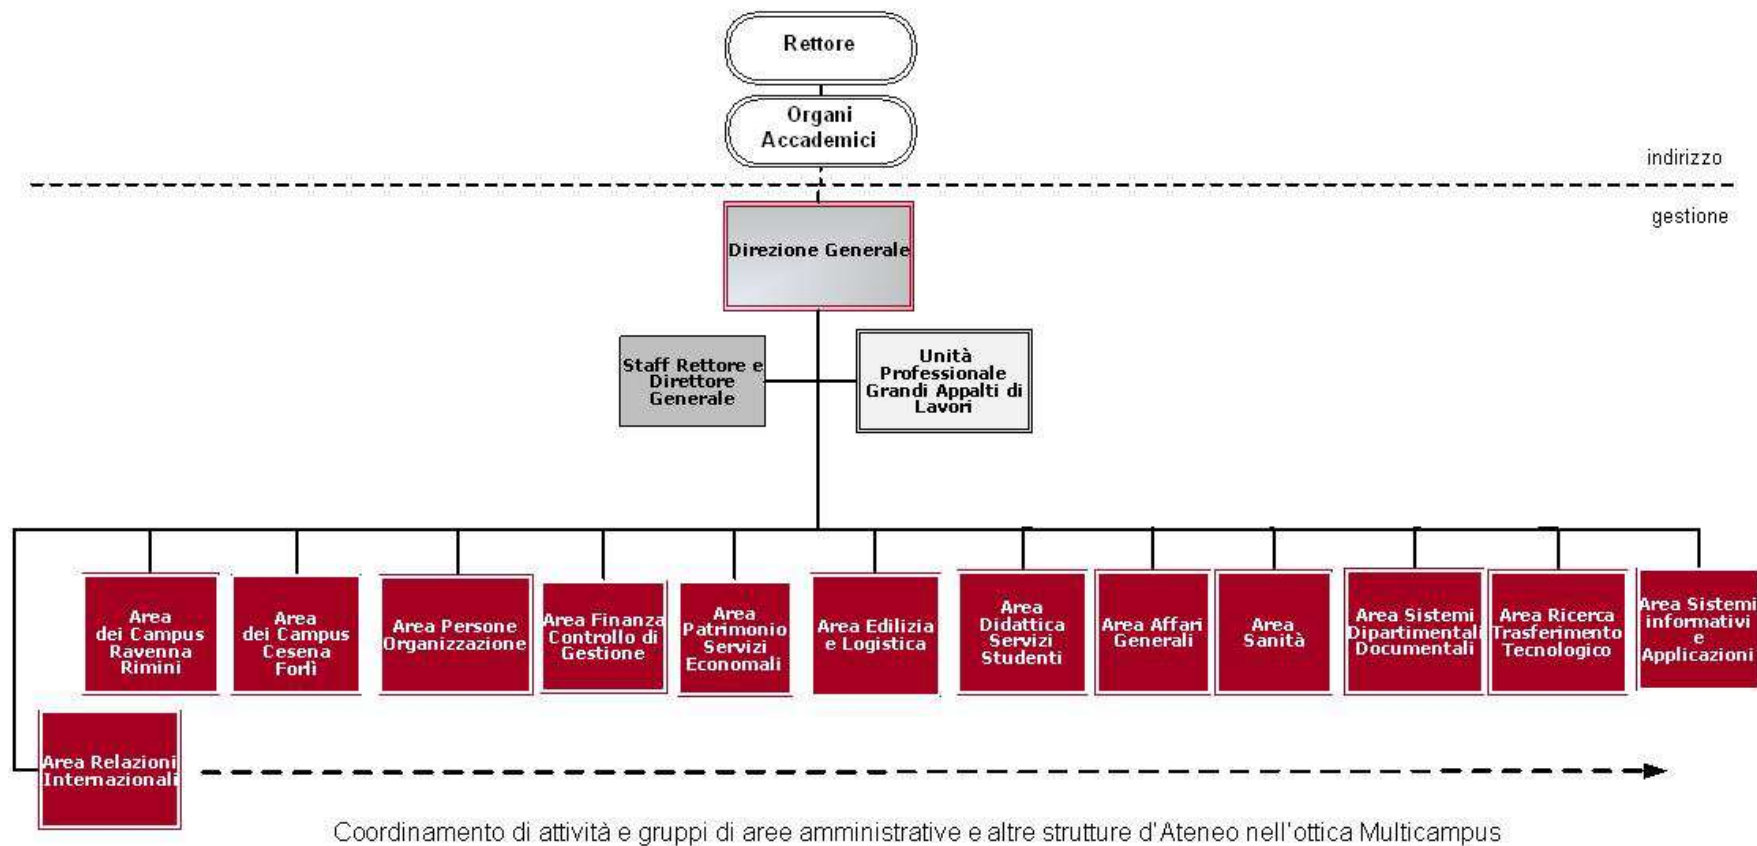 Rettore
Organi
Accademici
indirizzo
gestione
Direzione Generale
Staff Rettore e
Direttore
Generale
Unità
Professionale
Grandi Appalti di
Lavori
Area
dei Campus
Ravenna
Rimini
Area
dei Campus
Cesena
Forlì
Area Persone
Organizzazione
Area Finanza
Controllo di
Gestione
Area
Patrimonio
Servizi
Economali
Area Edilizia
e Logistica
Area
Didattica
Servizi
Studenti
Area Affari
Generali
Area
Sanità
Area Sistemi
Dipartimentali
Documentali
Area Ricerca
Trasferimento
Tecnologico
Area Sistemi
informativi
e
Applicazioni
Area Relazioni
Internazionali
Coordinamento di attività e gruppi di aree amministrative e altre strutture d'Ateneo nell'ottica Multicampus